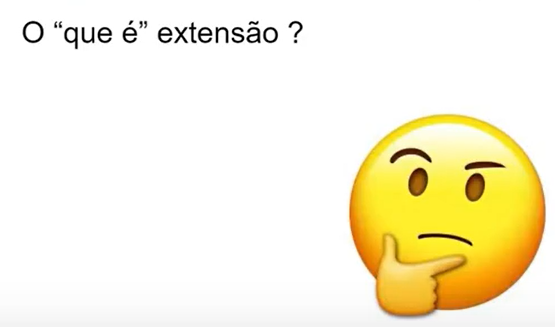 O “que é” extensão ?